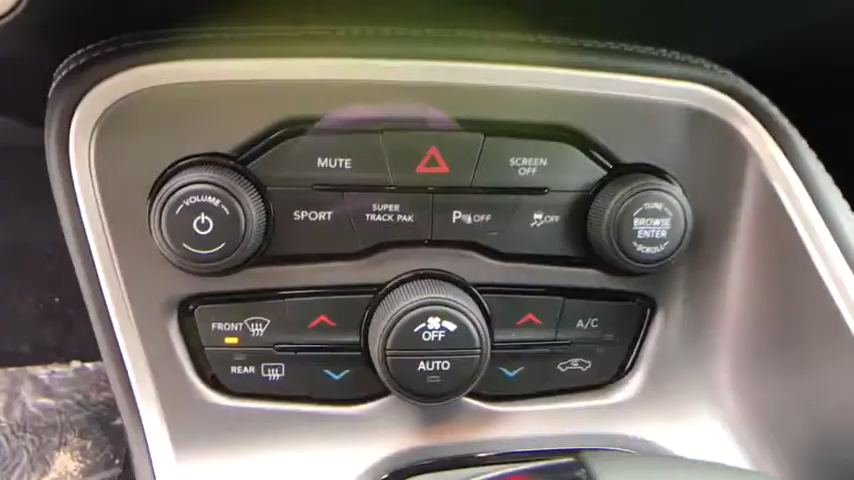 MUTE
SCREEN
OFF
VOLUME
SPORT
SUPER
TRACK PAK
P OFF
OFF
TUNE
BROWSE
ENTER
SCROLL
FRONT
OFF
A/C
REAR
AUTO